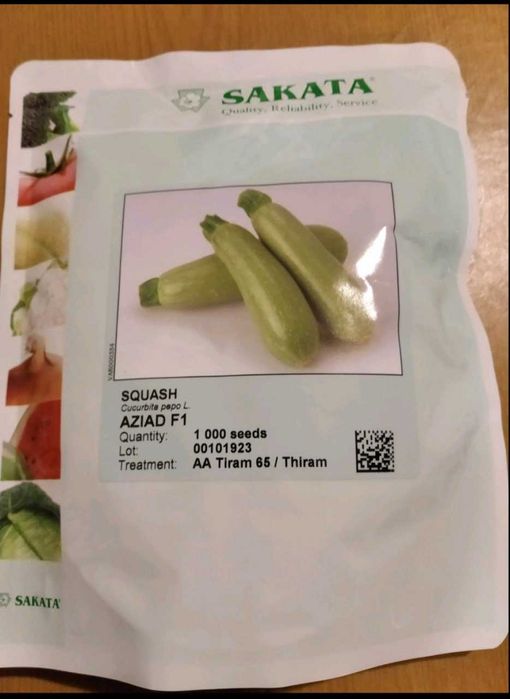 SAKATA
Quality, Reliability, Service
SQUASH
Cucurbita pepo L.
AZIAD F1
Quantity: 1 000 seeds
Lot: 00101923
Treatment: AA Tiram 65 / Thiram
SAKATA